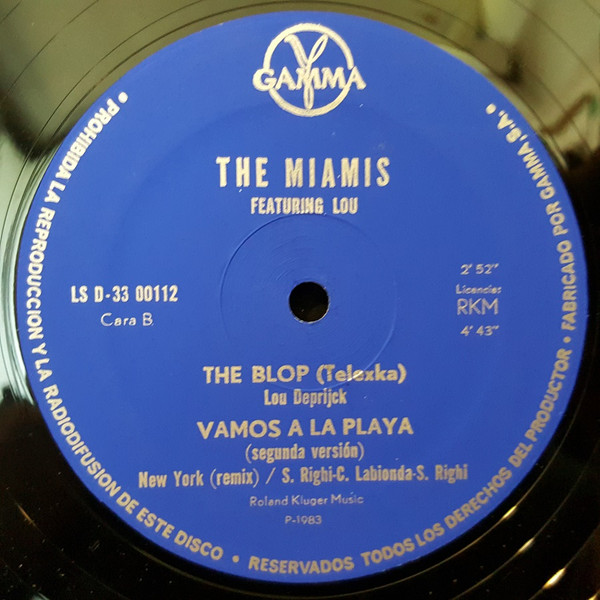 GAMMA
THE MIAMIS
FEATURING LOU
LS D-33 00112
Cara B
2' 52"
Licencias
RKM
4' 43"
THE BLOP (Telexka)
Lou Deprijck
VAMOS A LA PLAYA
(segunda versión)
New York (remix) / S. Righi-C. Labionda-S. Righi
Roland Kluger Music
P-1983
• PROHIBIDA LA REPRODUCCION Y LA RADIODIFUSION DE ESTE DISCO • RESERVADOS TODOS LOS DERECHOS DEL PRODUCTOR • FABRICADO POR GAMMA, S.A. •